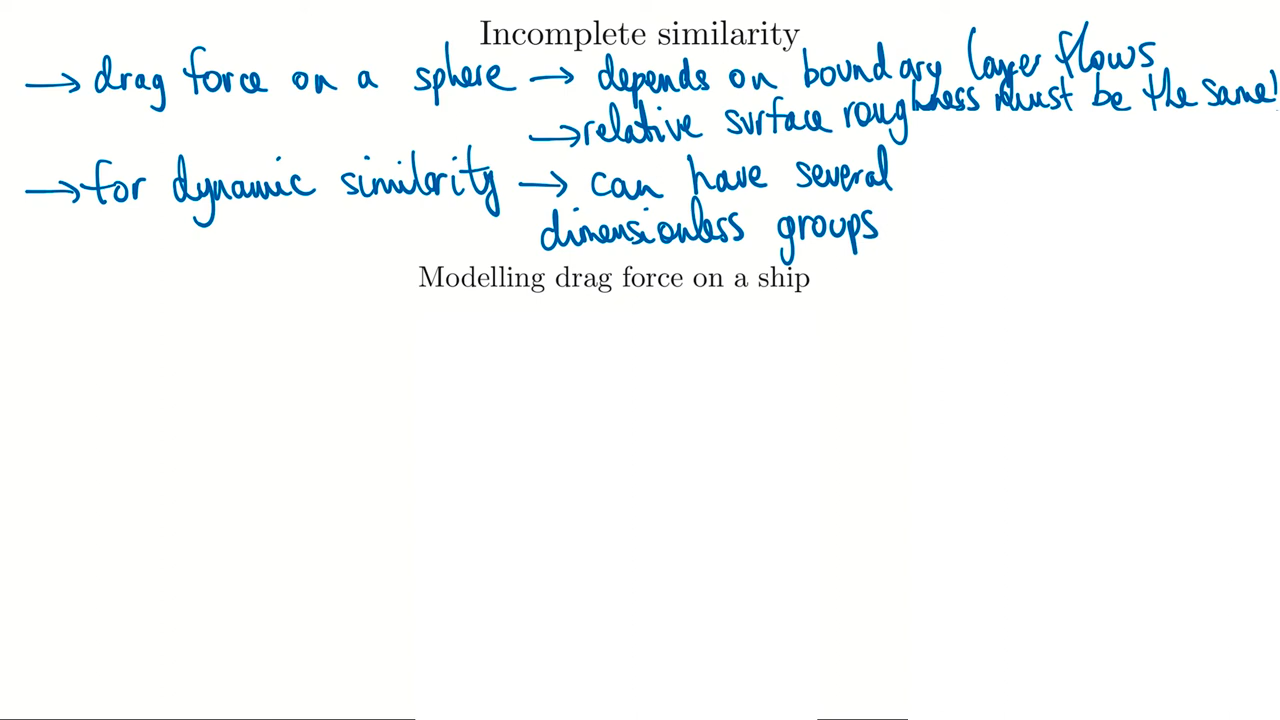 Incomplete similarity
→ drag force on a sphere → depends on boundary layer flows
→ relative surface roughness must be the same!
→ for dynamic similarity → can have several
dimensionless groups
Modelling drag force on a ship